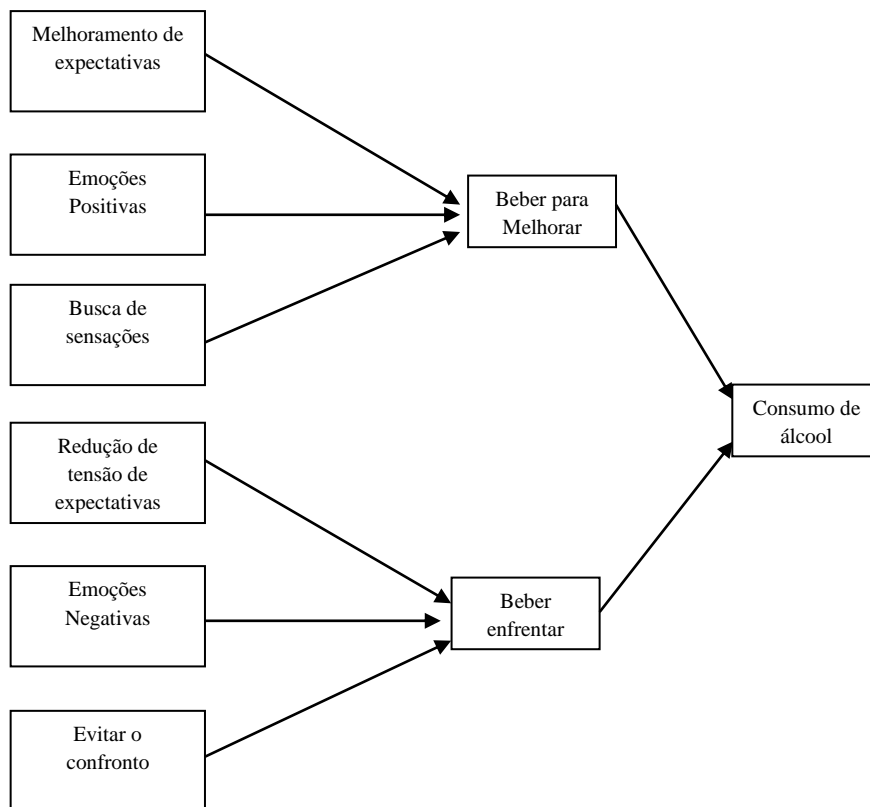 Melhoramento de
expectativas
Emoções
Positivas
Busca de
sensações
Redução de
tensão de
expectativas
Emoções
Negativas
Evitar o
confronto
Beber para
Melhorar
Beber
enfrentar
Consumo de
álcool